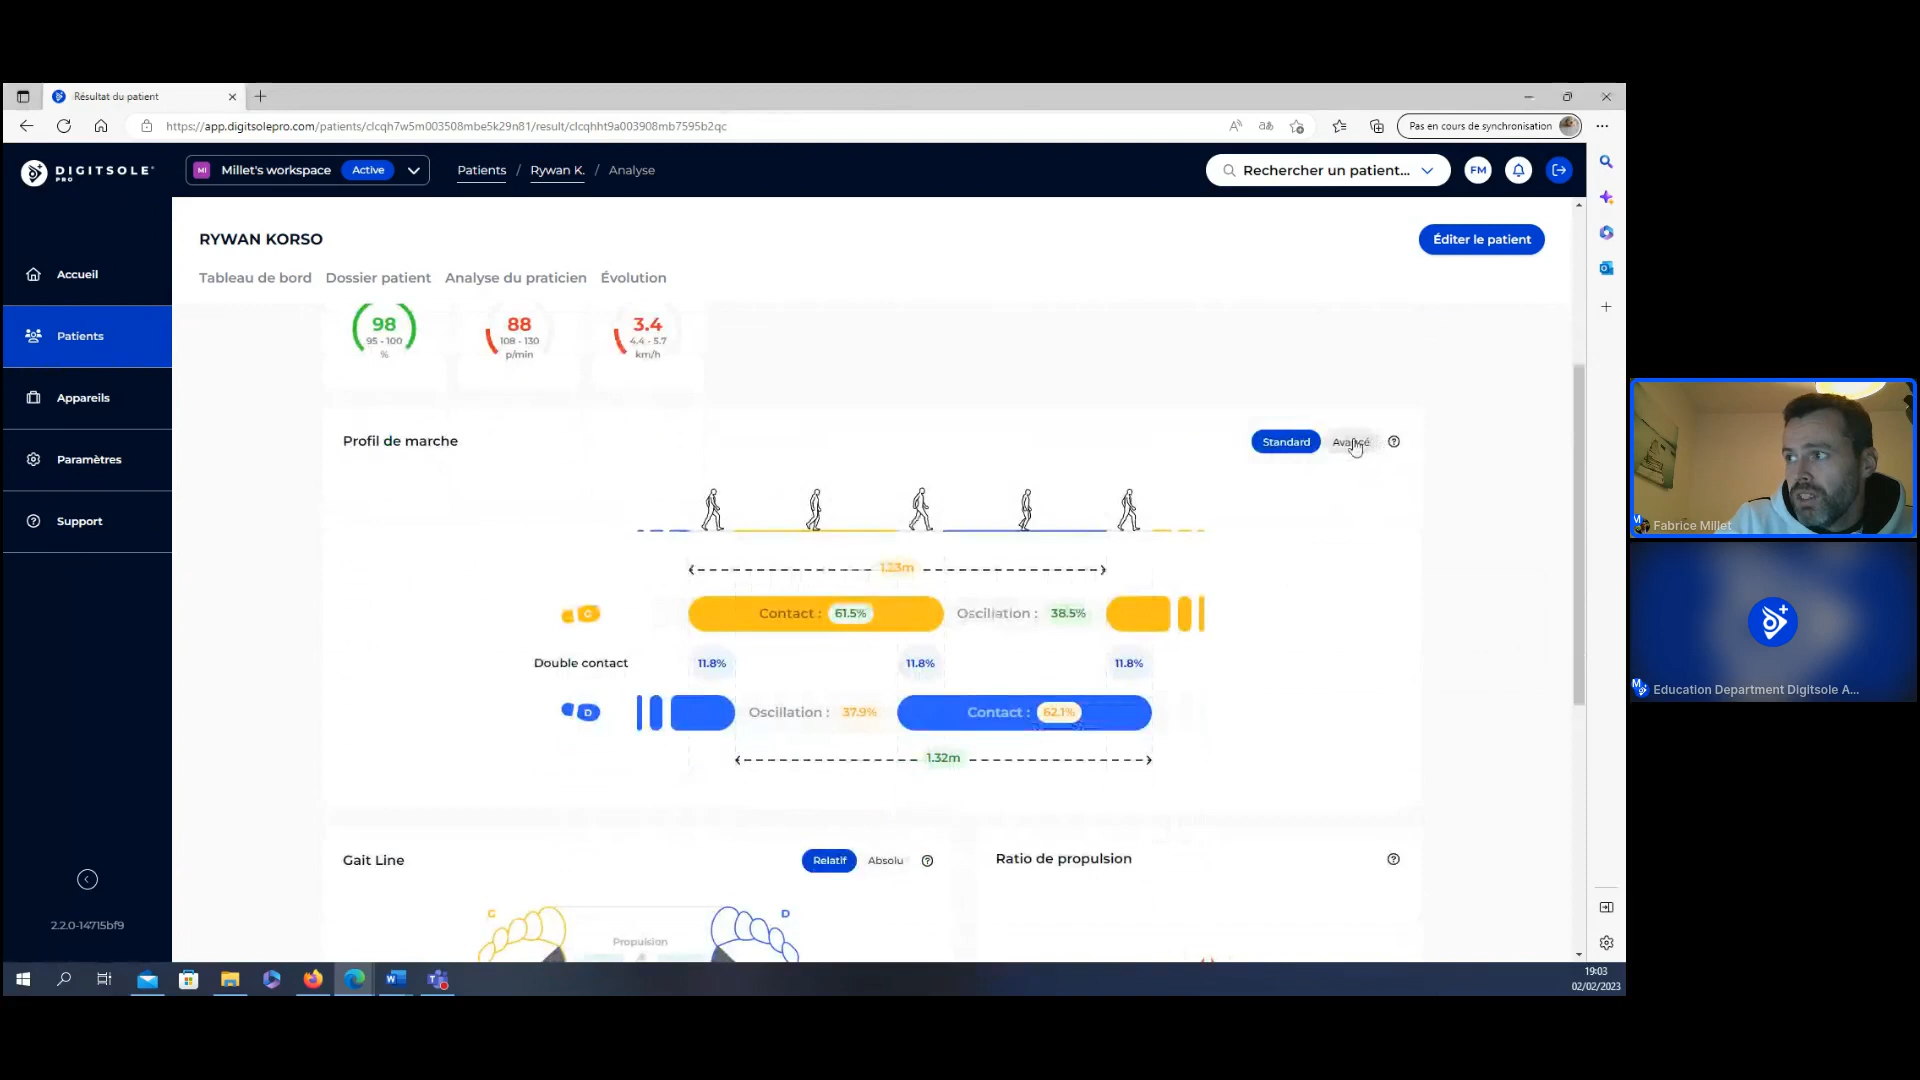 Résultat du patient
https://app.digitsolepro.com/patients/clcqh7w5m003508mbe5k29n81/result/clcqhht9a003908mb7595b2qc
Pas en cours de synchronisation
DIGITSOLE
PRO
MI Millet's workspace Active
Patients / Rywan K. / Analyse
Rechercher un patient...
FM
RYWAN KORSO
Éditer le patient
Tableau de bord Dossier patient Analyse du praticien Évolution
Accueil
Patients
Appareils
Paramètres
Support
2.2.0-14715bf9
98
95 - 100
%
88
108 - 130
p/min
3.4
4.4 - 5.7
km/h
Profil de marche
Standard Avancé
1.23m
G Contact : 61.5% Oscillation : 38.5%
Double contact 11.8% 11.8% 11.8%
D Oscillation : 37.9% Contact : 62.1%
1.32m
Gait Line
Relatif Absolu
Ratio de propulsion
G D
Propulsion
Fabrice Millet
Education Department Digitsole A...
19:03
02/02/2023